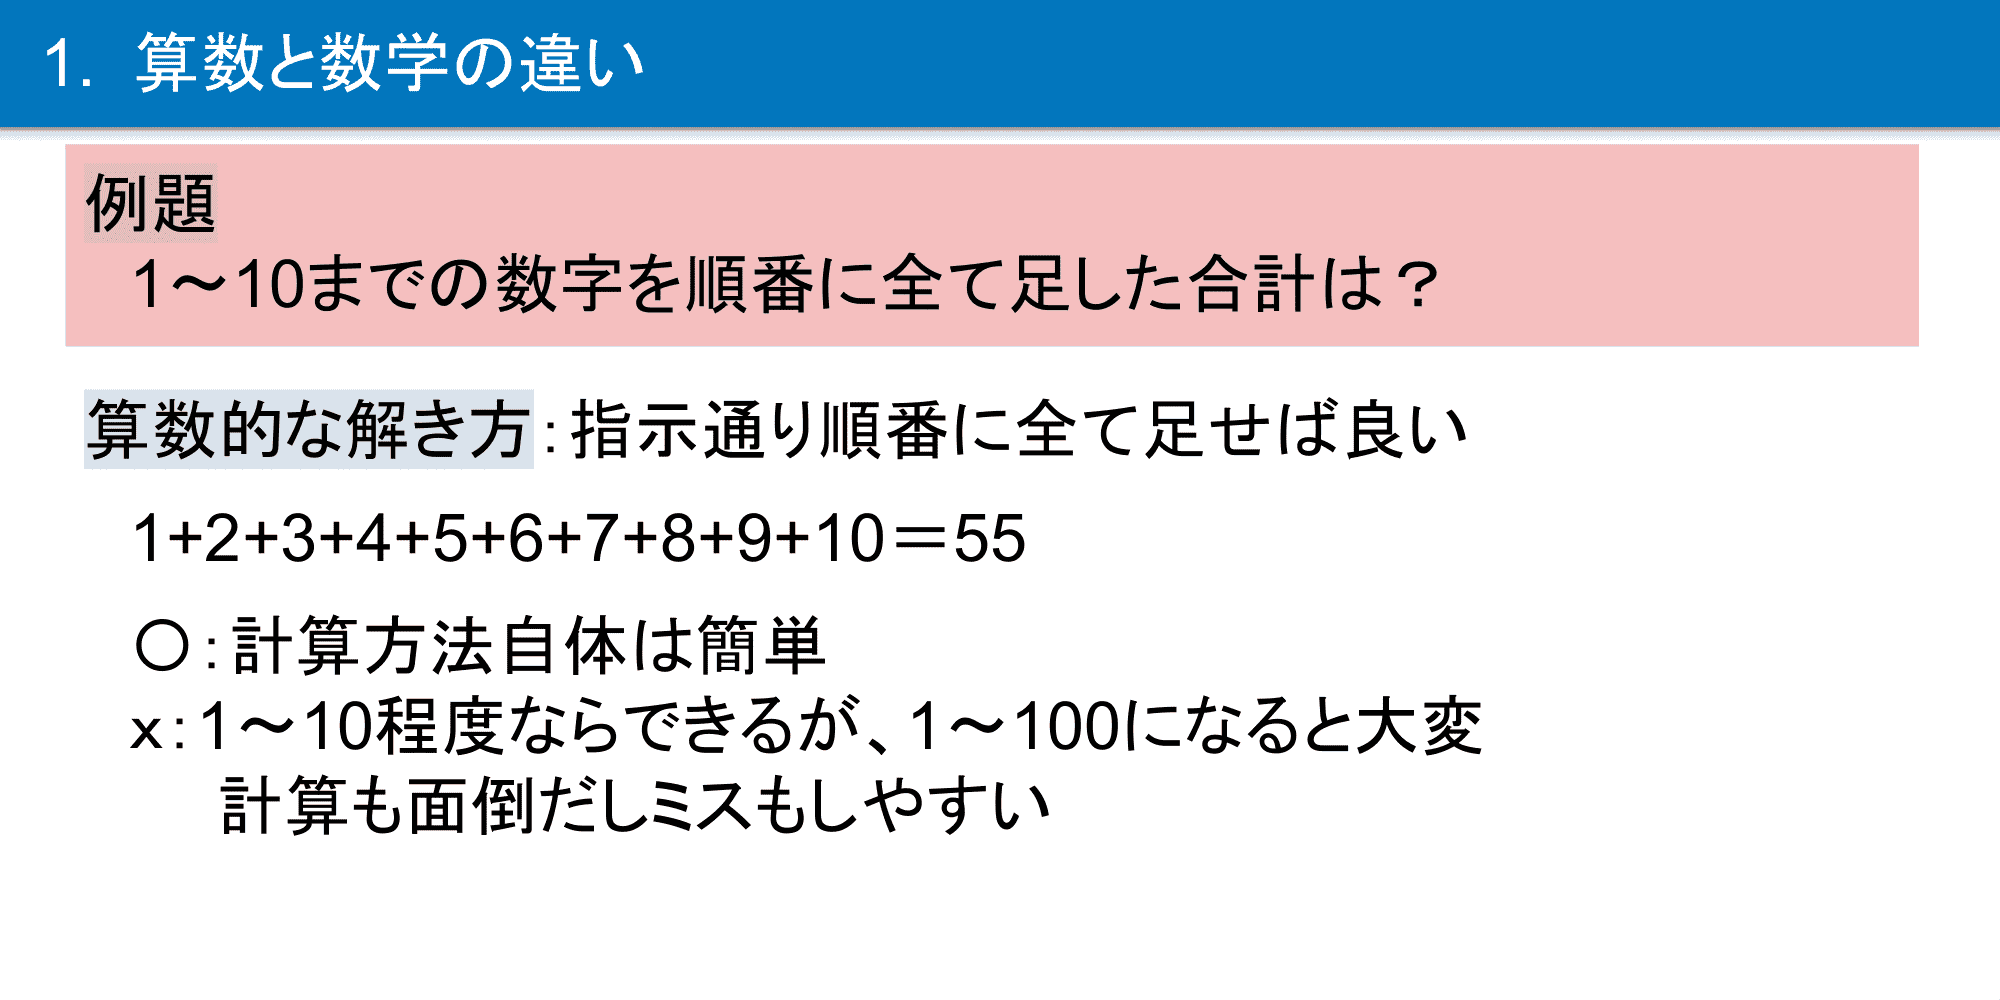 1. 算数と数学の違い
例題
1～10までの数字を順番に全て足した合計は？
算数的な解き方：指示通り順番に全て足せば良い
1+2+3+4+5+6+7+8+9+10＝55
〇：計算方法自体は簡単
x：1～10程度ならできるが、1～100になると大変
計算も面倒だしミスもしやすい